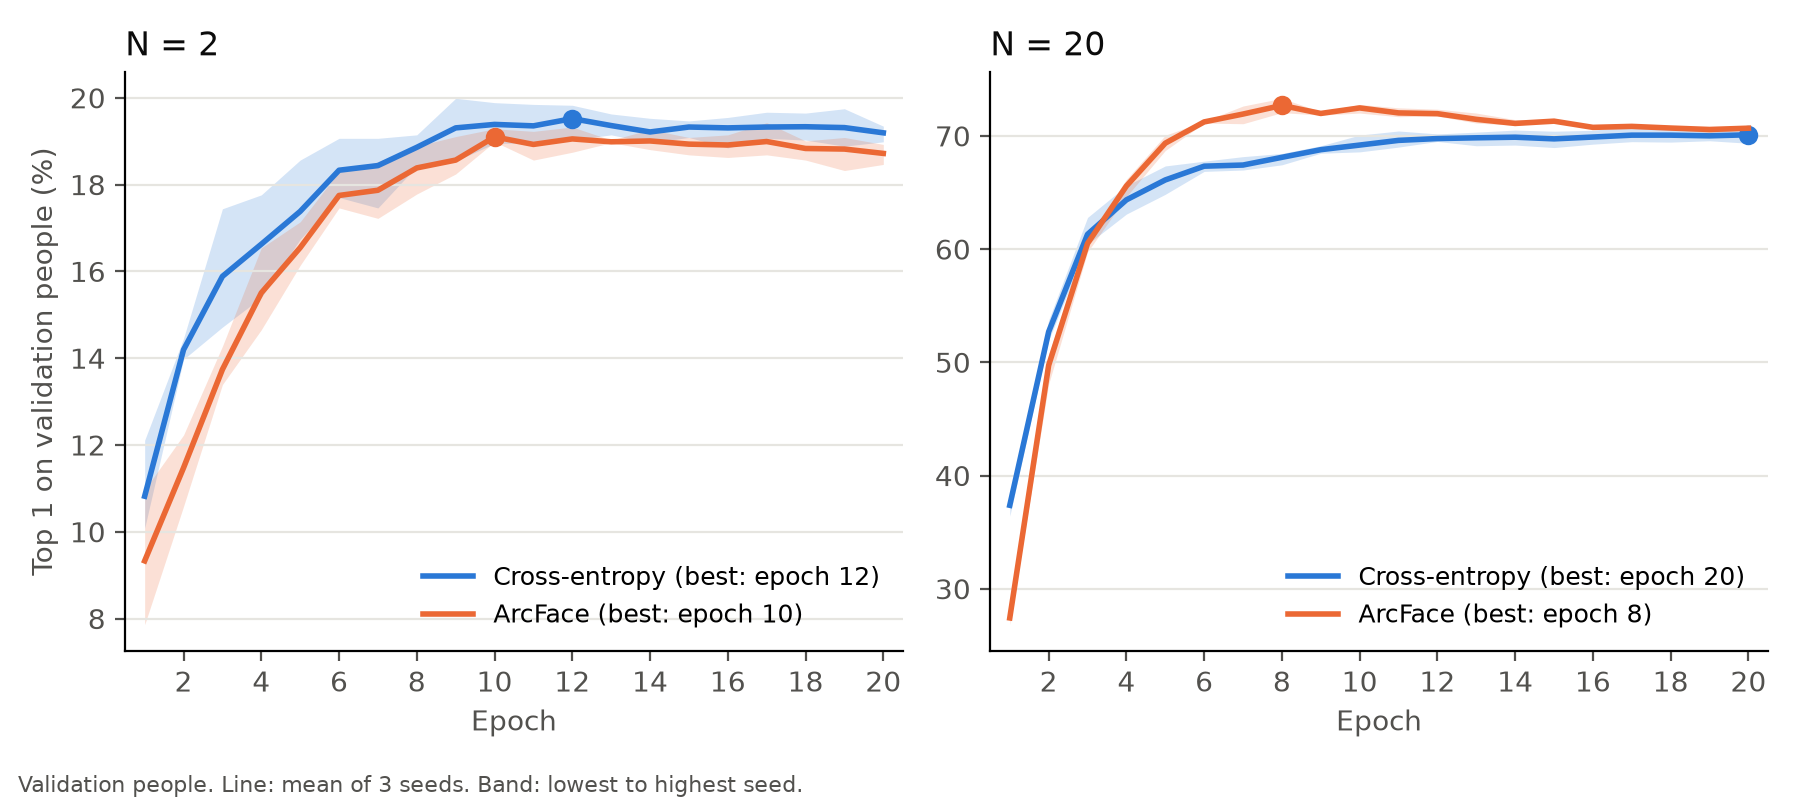 N = 2
Top 1 on validation people (%)
20
18
16
14
12
10
8
Cross-entropy (best: epoch 12)
ArcFace (best: epoch 10)
2 4 6 8 10 12 14 16 18 20
Epoch
N = 20
70
60
50
40
30
Cross-entropy (best: epoch 20)
ArcFace (best: epoch 8)
2 4 6 8 10 12 14 16 18 20
Epoch
Validation people. Line: mean of 3 seeds. Band: lowest to highest seed.